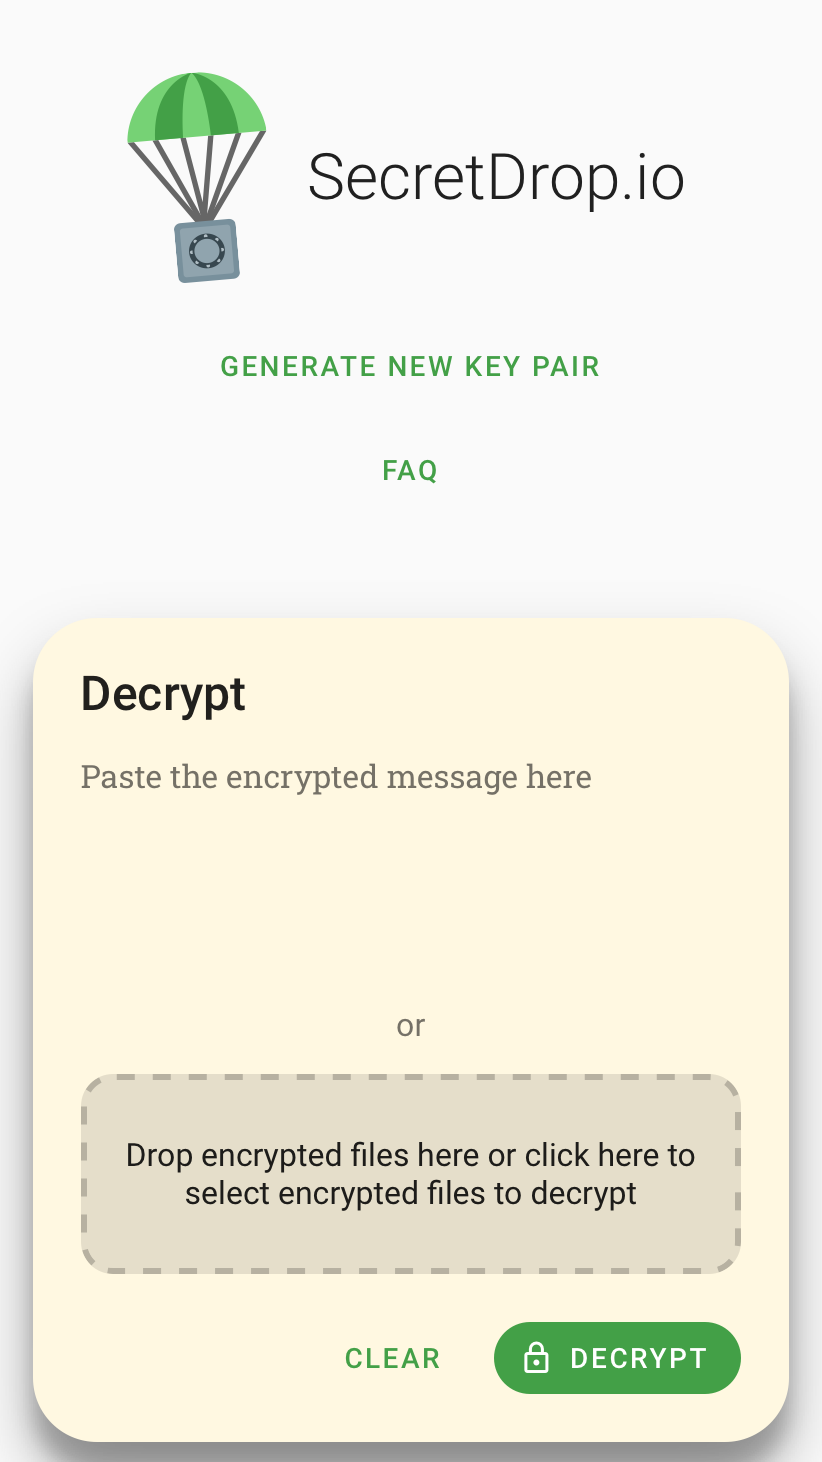 SecretDrop.io
GENERATE NEW KEY PAIR
FAQ
Decrypt
Paste the encrypted message here
or
Drop encrypted files here or click here to
select encrypted files to decrypt
CLEAR
DECRYPT